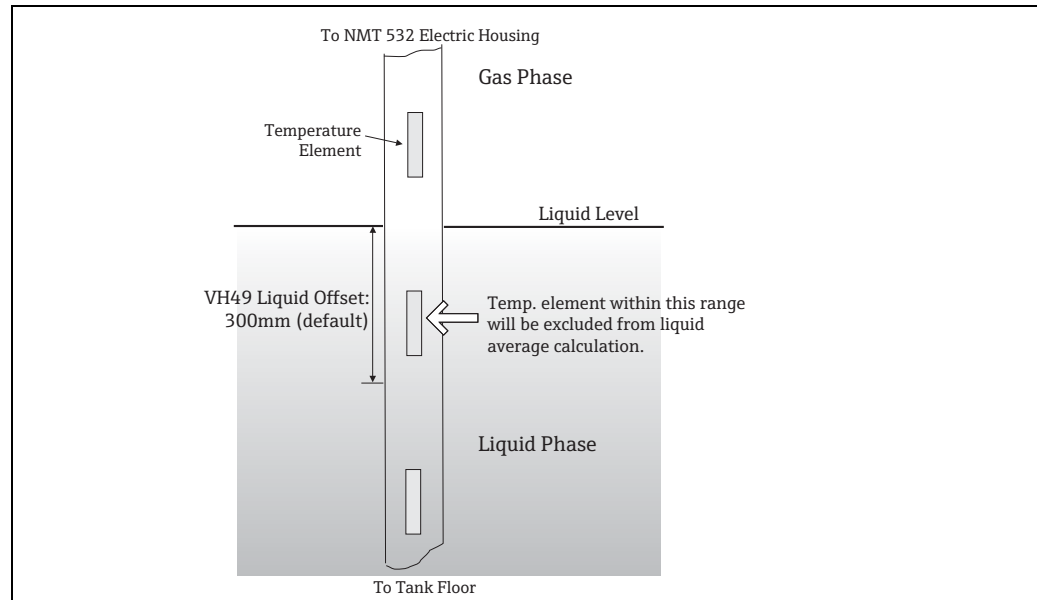 To NMT 532 Electric Housing
Gas Phase
Temperature
Element
Liquid Level
VH49 Liquid Offset:
300mm (default)
Temp. element within this range
will be excluded from liquid
average calculation.
Liquid Phase
To Tank Floor